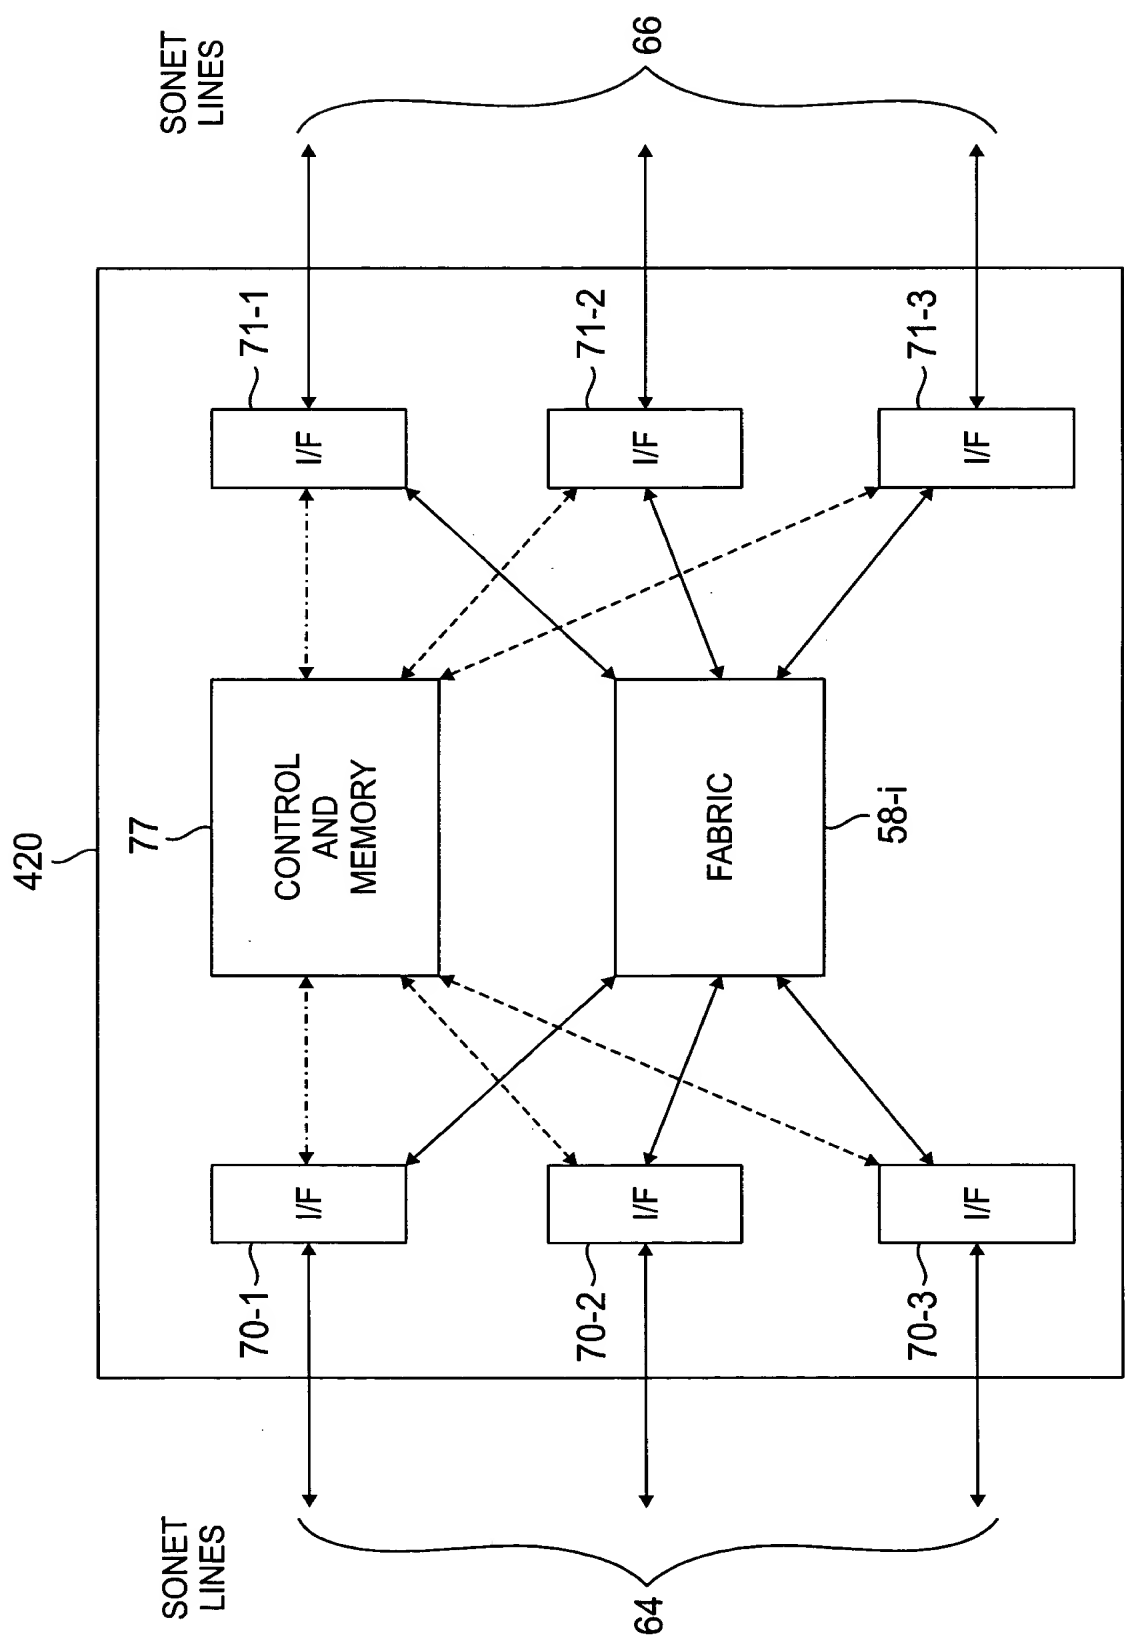 420
SONET
LINES
SONET
LINES
77
70-1
I/F
CONTROL
AND
MEMORY
I/F
71-1
64
70-2
I/F
I/F
71-2
66
FABRIC
58-i
70-3
I/F
I/F
71-3